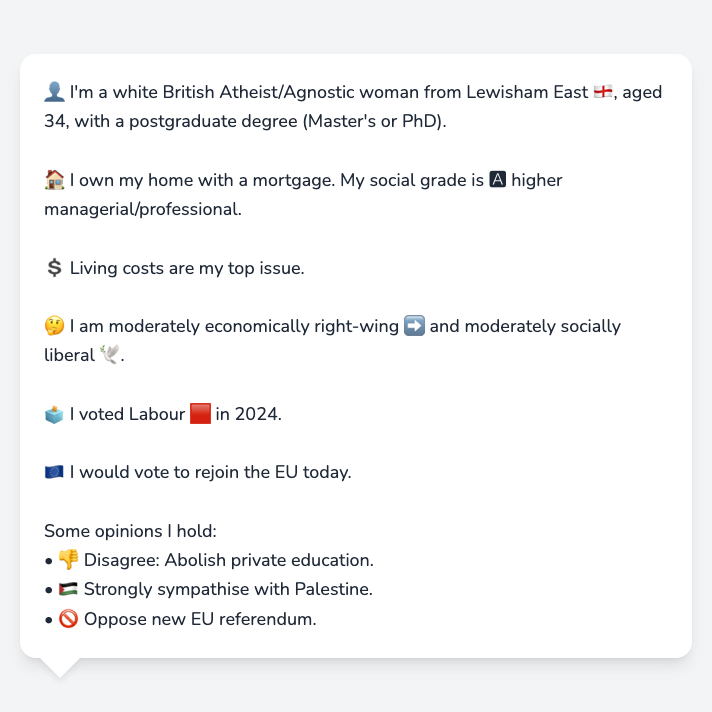 👤 I'm a white British Atheist/Agnostic woman from Lewisham East 🏴󠁧󠁢󠁥󠁮󠁧󠁿, aged
34, with a postgraduate degree (Master's or PhD).
🏠 I own my home with a mortgage. My social grade is 🅰 higher
managerial/professional.
💲 Living costs are my top issue.
🤔 I am moderately economically right-wing ➡️ and moderately socially
liberal 🕊️.
🗳️ I voted Labour 🟥 in 2024.
🇪🇺 I would vote to rejoin the EU today.
Some opinions I hold:
• 👎 Disagree: Abolish private education.
• 🇵🇸 Strongly sympathise with Palestine.
• 🚫 Oppose new EU referendum.